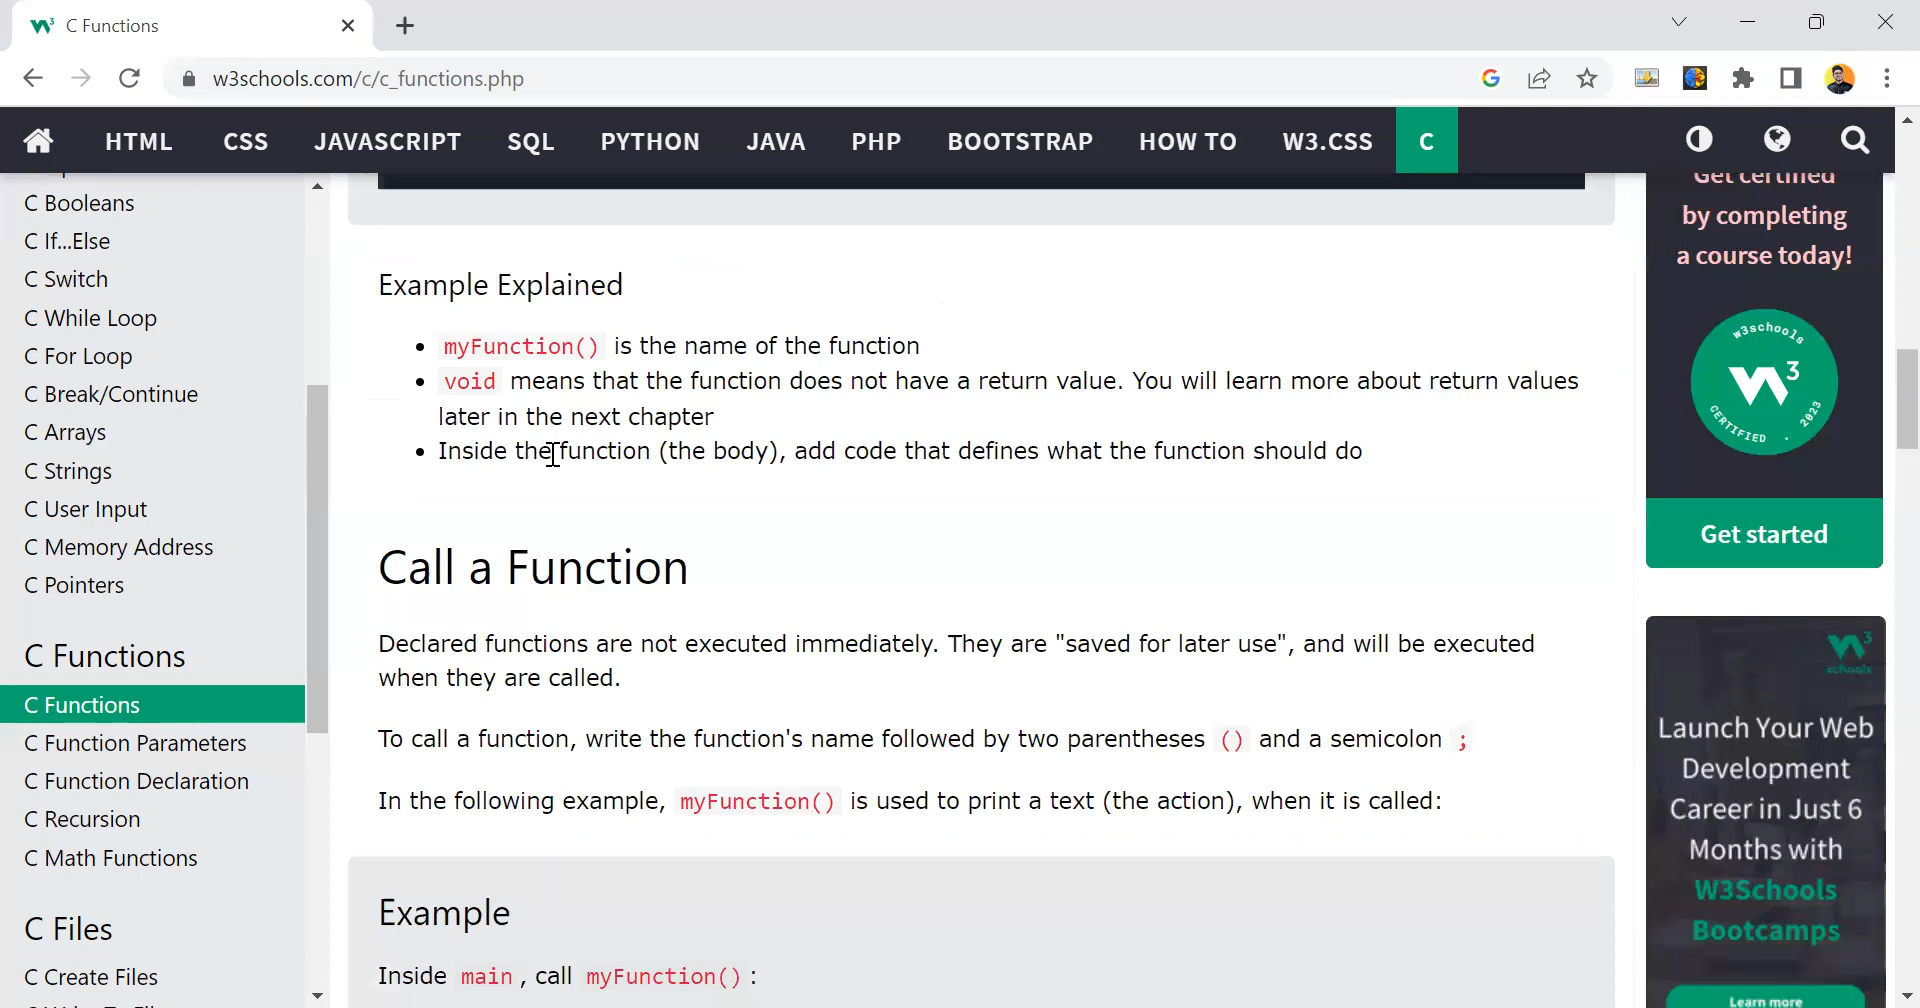 C Functions
w3schools.com/c/c_functions.php
HTML CSS JAVASCRIPT SQL PYTHON JAVA PHP BOOTSTRAP HOW TO W3.CSS C
C Booleans
C If...Else
C Switch
C While Loop
C For Loop
C Break/Continue
C Arrays
C Strings
C User Input
C Memory Address
C Pointers
C Functions
C Functions
C Function Parameters
C Function Declaration
C Recursion
C Math Functions
C Files
C Create Files
Example Explained
myFunction() is the name of the function
void means that the function does not have a return value. You will learn more about return values
later in the next chapter
Inside the function (the body), add code that defines what the function should do
Call a Function
Declared functions are not executed immediately. They are "saved for later use", and will be executed
when they are called.
To call a function, write the function's name followed by two parentheses () and a semicolon ;
In the following example, myFunction() is used to print a text (the action), when it is called:
Example
Inside main, call myFunction():
Get certified
by completing
a course today!
w3schools
W3
CERTIFIED . 2023
Get started
W3
schools
Launch Your Web
Development
Career in Just 6
Months with
W3Schools
Bootcamps
Learn more